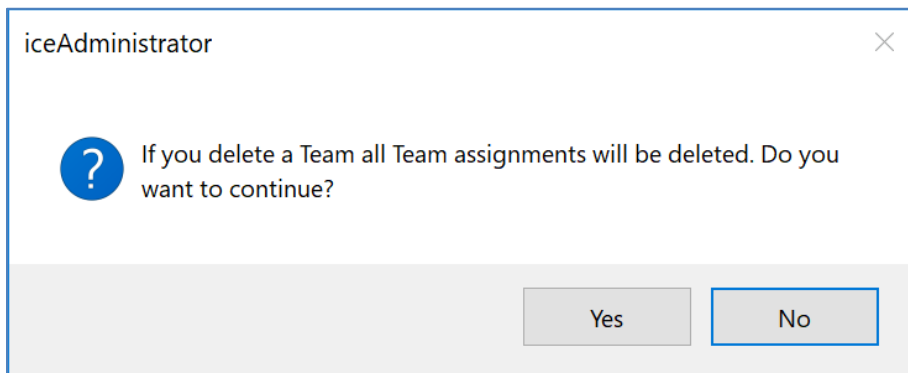 iceAdministrator
If you delete a Team all Team assignments will be deleted. Do you
want to continue?
Yes
No